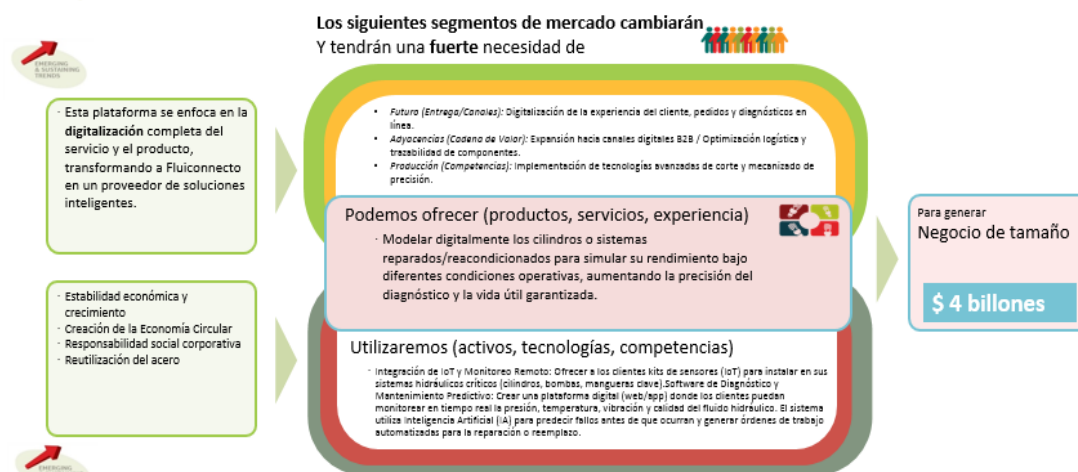 Los siguientes segmentos de mercado cambiarán
Y tendrán una fuerte necesidad de
EMERGING
& SUSTAINING
TRENDS
· Esta plataforma se enfoca en la
digitalización completa del
servicio y el producto,
transformando a Fluiconnecto
en un proveedor de soluciones
inteligentes.
• Futuro (Entrega/Canales): Digitalización de la experiencia del cliente, pedidos y diagnósticos en
línea.
• Adyacencias (Cadena de Valor): Expansión hacia canales digitales B2B / Optimización logística y
trazabilidad de componentes.
• Producción (Competencias): Implementación de tecnologías avanzadas de corte y mecanizado de
precisión.
Podemos ofrecer (productos, servicios, experiencia)
· Modelar digitalmente los cilindros o sistemas
reparados/reacondicionados para simular su rendimiento bajo
diferentes condiciones operativas, aumentando la precisión del
diagnóstico y la vida útil garantizada.
Para generar
Negocio de tamaño
$ 4 billones
· Estabilidad económica y
crecimiento
· Creación de la Economía Circular
· Responsabilidad social corporativa
· Reutilización del acero
Utilizaremos (activos, tecnologías, competencias)
· Integración de IoT y Monitoreo Remoto: Ofrecer a los clientes kits de sensores (IoT) para instalar en sus
sistemas hidráulicos críticos (cilindros, bombas, mangueras clave).Software de Diagnóstico y
Mantenimiento Predictivo: Crear una plataforma digital (web/app) donde los clientes puedan
monitorear en tiempo real la presión, temperatura, vibración y calidad del fluido hidráulico. El sistema
utiliza Inteligencia Artificial (IA) para predecir fallos antes de que ocurran y generar órdenes de trabajo
automatizadas para la reparación o reemplazo.
EMERGING